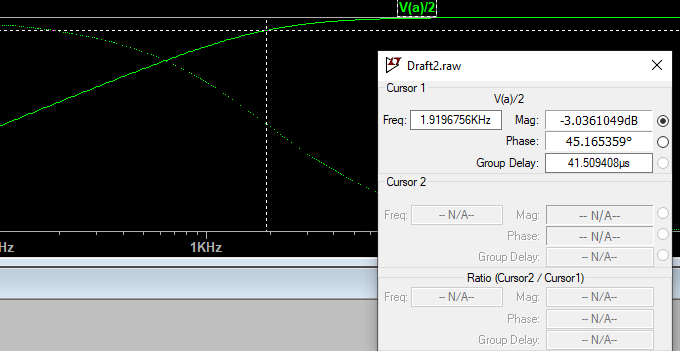 V(a)/2
Hz 1KHz
Draft2.raw
Cursor 1
V(a)/2
Freq: 1.9196756KHz Mag: -3.0361049dB
Phase: 45.165359°
Group Delay: 41.509408µs
Cursor 2
Freq: -- N/A-- Mag: -- N/A--
Phase: -- N/A--
Group Delay: -- N/A--
Ratio (Cursor2 / Cursor1)
Freq: -- N/A-- Mag: -- N/A--
Phase: -- N/A--
Group Delay: -- N/A--